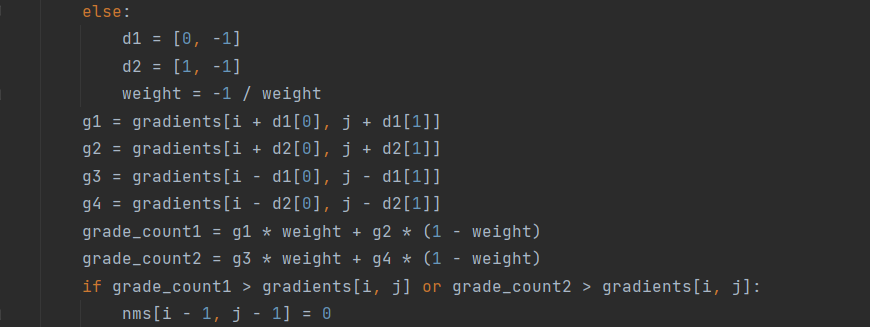 else:
d1 = [0, -1]
d2 = [1, -1]
weight = -1 / weight
g1 = gradients[i + d1[0], j + d1[1]]
g2 = gradients[i + d2[0], j + d2[1]]
g3 = gradients[i - d1[0], j - d1[1]]
g4 = gradients[i - d2[0], j - d2[1]]
grade_count1 = g1 * weight + g2 * (1 - weight)
grade_count2 = g3 * weight + g4 * (1 - weight)
if grade_count1 > gradients[i, j] or grade_count2 > gradients[i, j]:
nms[i - 1, j - 1] = 0